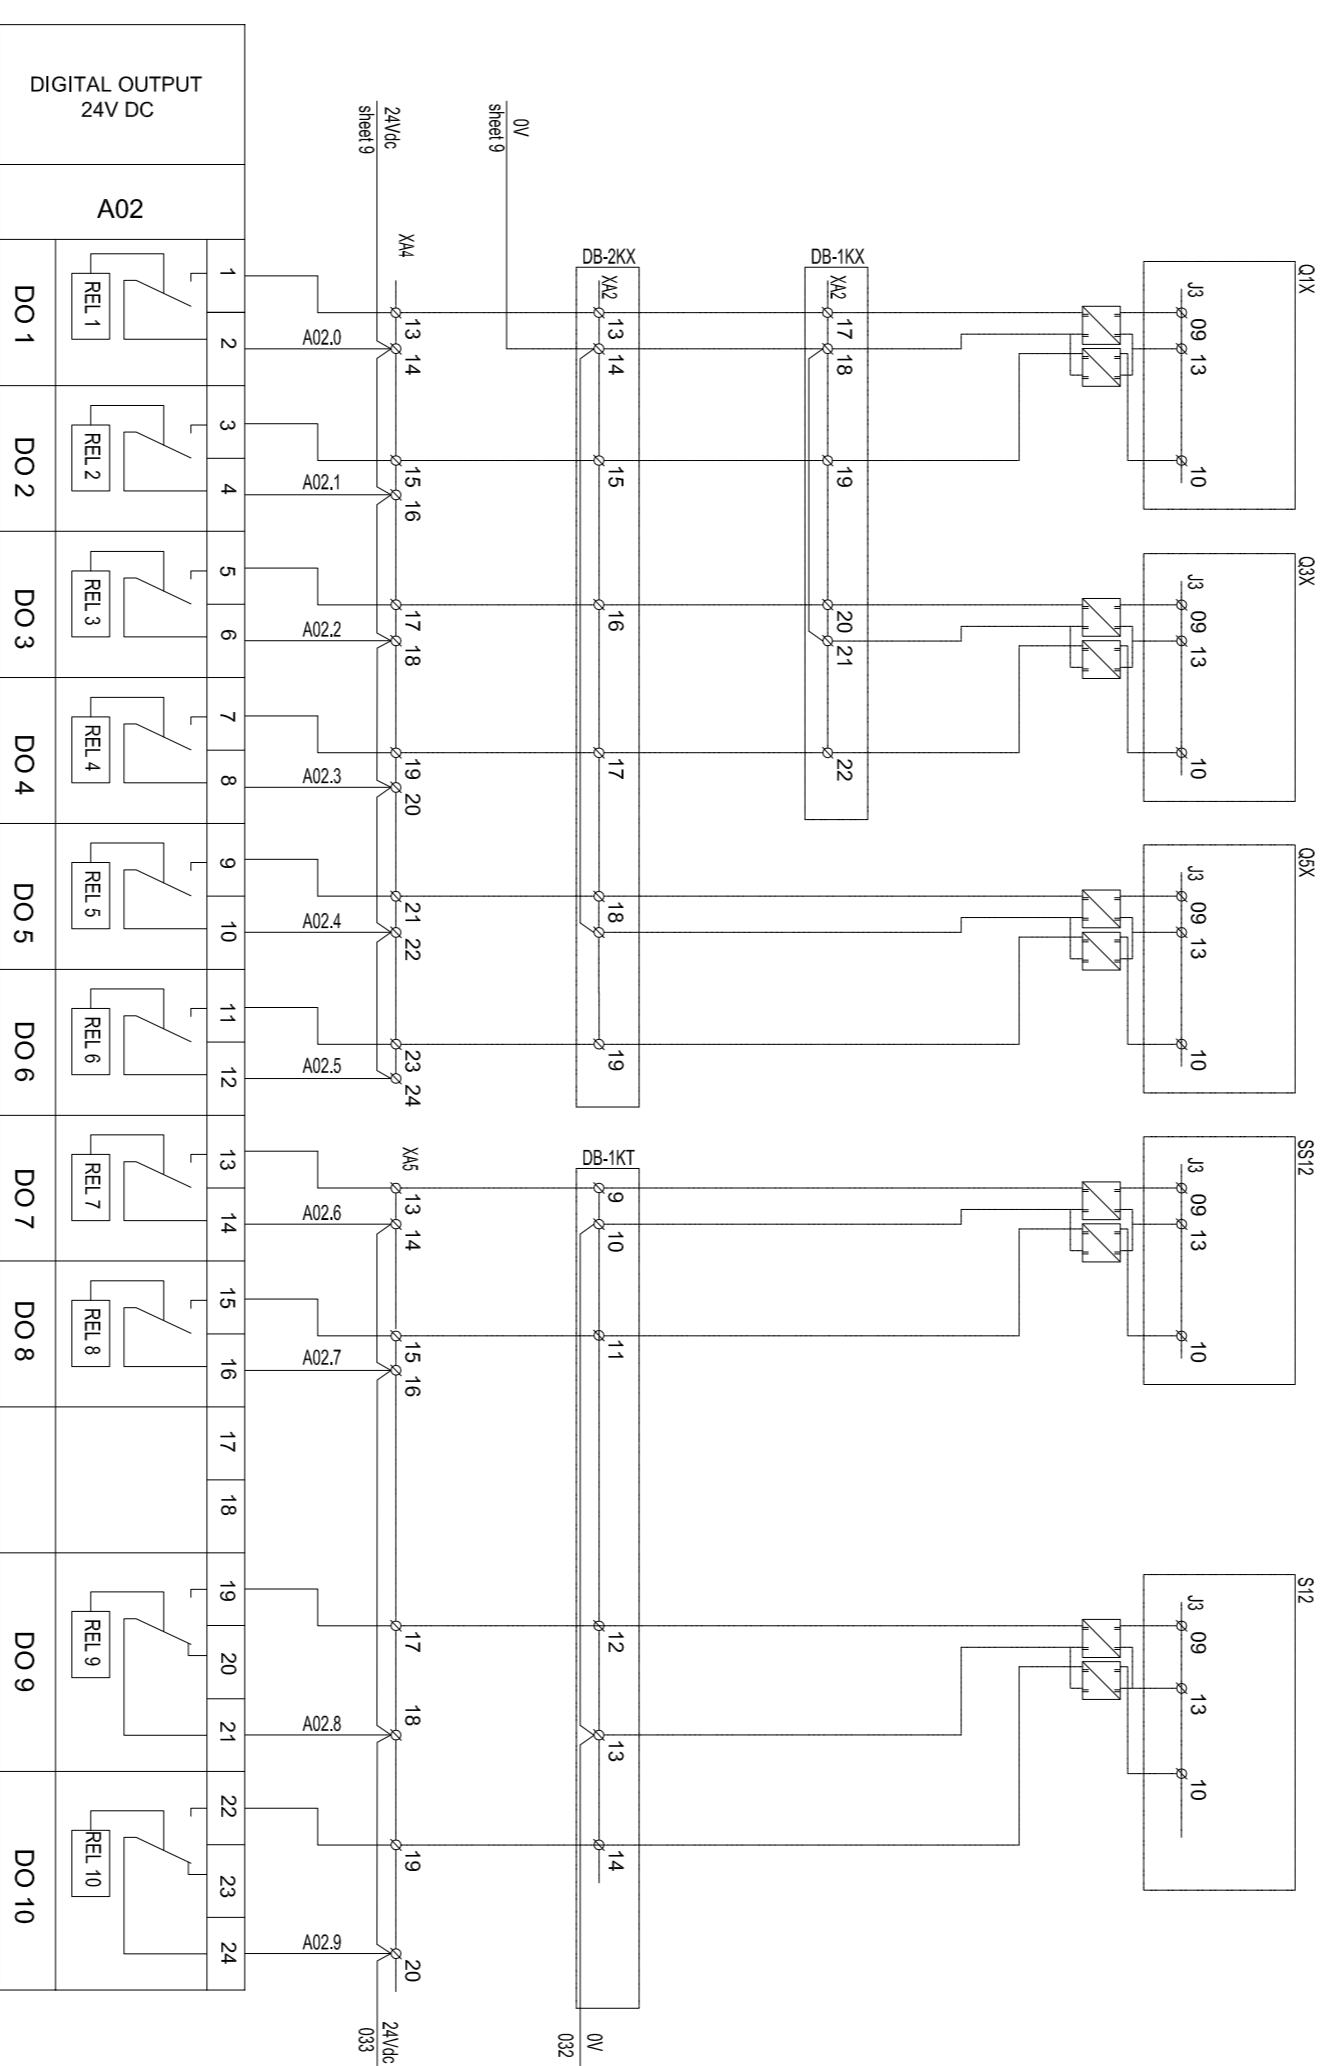 DIGITAL OUTPUT
24V DC
A02
24Vdc
sheet 9
0V
sheet 9
DO 1
REL 1
1
2
A02.0
DO 2
REL 2
3
4
A02.1
DO 3
REL 3
5
6
A02.2
DO 4
REL 4
7
8
A02.3
DO 5
REL 5
9
10
A02.4
DO 6
REL 6
11
12
A02.5
DO 7
REL 7
13
14
A02.6
DO 8
REL 8
15
16
A02.7
17
18
DO 9
REL 9
19
20
21
A02.8
DO 10
REL 10
22
23
24
A02.9
XA4
13
14
15
16
17
18
19
20
21
22
23
24
XA5
13
14
15
16
17
18
19
20
24Vdc
033
DB-2KX
XA2
13
14
15
16
17
18
19
DB-1KT
9
10
11
12
13
14
0V
032
DB-1KX
XA2
17
18
19
20
21
22
Q1X
J3
09
13
10
Q3X
J3
09
13
10
Q5X
J3
09
13
10
SS12
J3
09
13
10
S12
J3
09
13
10